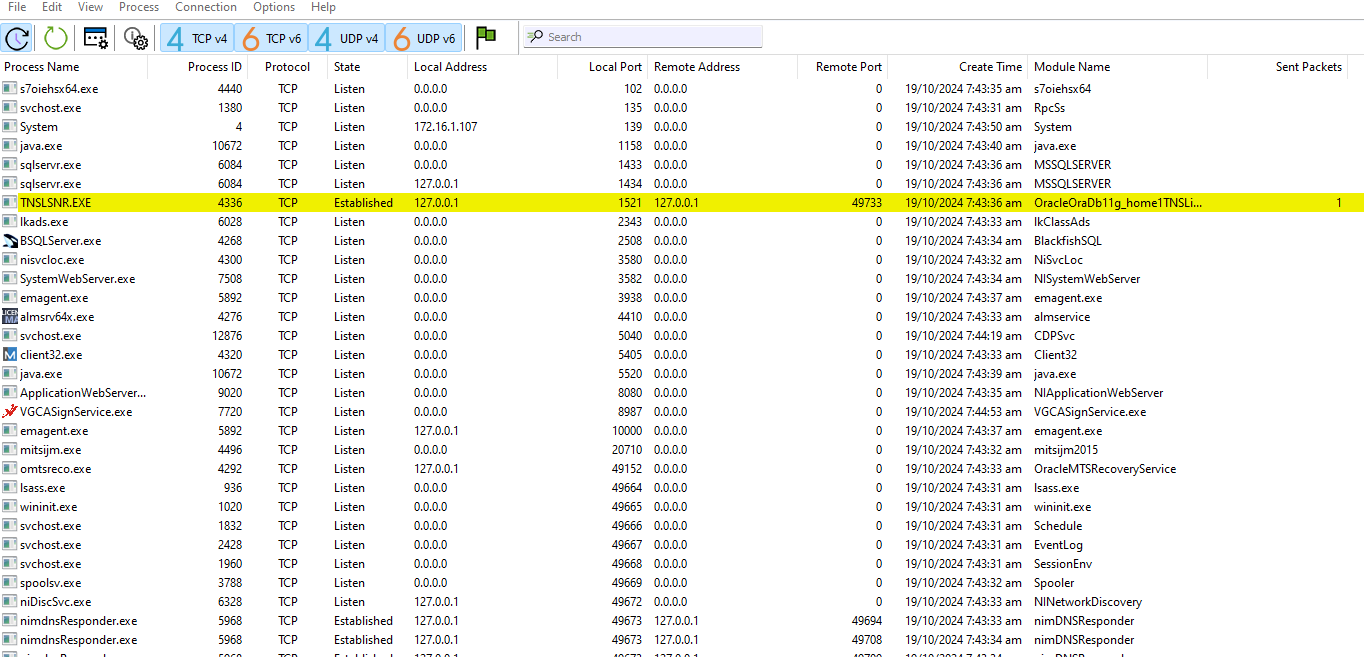 File Edit View Process Connection Options Help
4 TCP v4 6 TCP v6 4 UDP v4 6 UDP v6 Search
Process Name Process ID Protocol State Local Address Local Port Remote Address Remote Port Create Time Module Name Sent Packets
s7oiehsx64.exe 4440 TCP Listen 0.0.0.0 102 0.0.0.0 0 19/10/2024 7:43:35 am s7oiehsx64
svchost.exe 1380 TCP Listen 0.0.0.0 135 0.0.0.0 0 19/10/2024 7:43:31 am RpcSs
System 4 TCP Listen 172.16.1.107 139 0.0.0.0 0 19/10/2024 7:43:50 am System
java.exe 10672 TCP Listen 0.0.0.0 1158 0.0.0.0 0 19/10/2024 7:43:40 am java.exe
sqlservr.exe 6084 TCP Listen 0.0.0.0 1433 0.0.0.0 0 19/10/2024 7:43:36 am MSSQLSERVER
sqlservr.exe 6084 TCP Listen 127.0.0.1 1434 0.0.0.0 0 19/10/2024 7:43:36 am MSSQLSERVER
TNSLSNR.EXE 4336 TCP Established 127.0.0.1 1521 127.0.0.1 49733 19/10/2024 7:43:36 am OracleOraDb11g_home1TNSLi... 1
lkads.exe 6028 TCP Listen 0.0.0.0 2343 0.0.0.0 0 19/10/2024 7:43:33 am lkClassAds
BSQLServer.exe 4268 TCP Listen 0.0.0.0 2508 0.0.0.0 0 19/10/2024 7:43:34 am BlackfishSQL
nisvcloc.exe 4300 TCP Listen 0.0.0.0 3580 0.0.0.0 0 19/10/2024 7:43:32 am NiSvcLoc
SystemWebServer.exe 7508 TCP Listen 0.0.0.0 3582 0.0.0.0 0 19/10/2024 7:43:34 am NISystemWebServer
emagent.exe 5892 TCP Listen 0.0.0.0 3938 0.0.0.0 0 19/10/2024 7:43:37 am emagent.exe
almsrv64x.exe 4276 TCP Listen 0.0.0.0 4410 0.0.0.0 0 19/10/2024 7:43:33 am almservice
svchost.exe 12876 TCP Listen 0.0.0.0 5040 0.0.0.0 0 19/10/2024 7:44:19 am CDPSvc
client32.exe 4320 TCP Listen 0.0.0.0 5405 0.0.0.0 0 19/10/2024 7:43:33 am Client32
java.exe 10672 TCP Listen 0.0.0.0 5520 0.0.0.0 0 19/10/2024 7:43:39 am java.exe
ApplicationWebServer... 9020 TCP Listen 0.0.0.0 8080 0.0.0.0 0 19/10/2024 7:43:35 am NIApplicationWebServer
VGCASignService.exe 7720 TCP Listen 0.0.0.0 8987 0.0.0.0 0 19/10/2024 7:44:53 am VGCASignService.exe
emagent.exe 5892 TCP Listen 127.0.0.1 10000 0.0.0.0 0 19/10/2024 7:43:37 am emagent.exe
mitsijm.exe 4496 TCP Listen 0.0.0.0 20710 0.0.0.0 0 19/10/2024 7:43:32 am mitsijm2015
omtsreco.exe 4292 TCP Listen 127.0.0.1 49152 0.0.0.0 0 19/10/2024 7:43:33 am OracleMTSRecoveryService
lsass.exe 936 TCP Listen 0.0.0.0 49664 0.0.0.0 0 19/10/2024 7:43:31 am lsass.exe
wininit.exe 1020 TCP Listen 0.0.0.0 49665 0.0.0.0 0 19/10/2024 7:43:31 am wininit.exe
svchost.exe 1832 TCP Listen 0.0.0.0 49666 0.0.0.0 0 19/10/2024 7:43:31 am Schedule
svchost.exe 2428 TCP Listen 0.0.0.0 49667 0.0.0.0 0 19/10/2024 7:43:31 am EventLog
svchost.exe 1960 TCP Listen 0.0.0.0 49668 0.0.0.0 0 19/10/2024 7:43:31 am SessionEnv
spoolsv.exe 3788 TCP Listen 0.0.0.0 49669 0.0.0.0 0 19/10/2024 7:43:32 am Spooler
niDiscSvc.exe 6328 TCP Listen 127.0.0.1 49672 0.0.0.0 0 19/10/2024 7:43:33 am NINetworkDiscovery
nimdnsResponder.exe 5968 TCP Established 127.0.0.1 49673 127.0.0.1 49694 19/10/2024 7:43:33 am nimDNSResponder
nimdnsResponder.exe 5968 TCP Established 127.0.0.1 49673 127.0.0.1 49708 19/10/2024 7:43:34 am nimDNSResponder